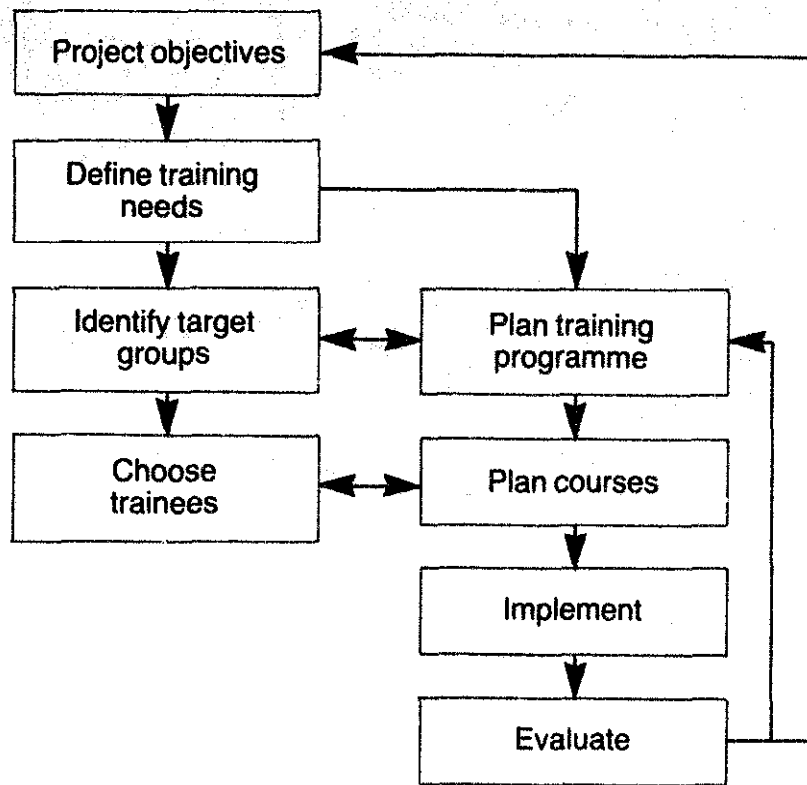 Project objectives
Define training
needs
Identify target
groups
Plan training
programme
Choose
trainees
Plan courses
Implement
Evaluate